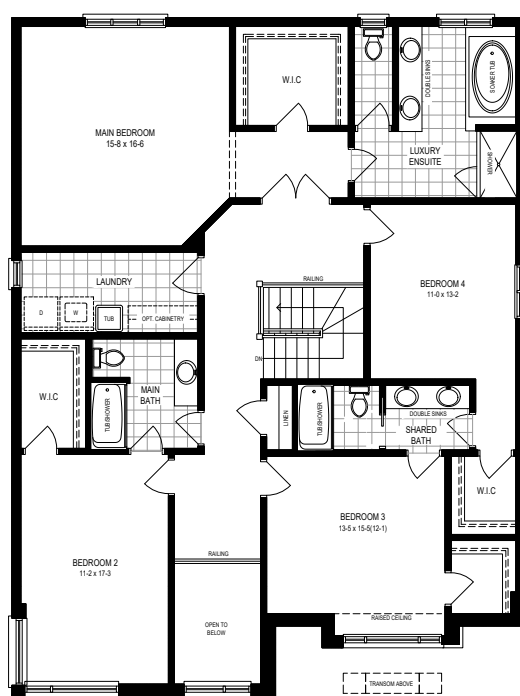 W.I.C
DOUBLE SINKS
SOAKER TUB
MAIN BEDROOM
15-8 x 16-6
LUXURY
ENSUITE
SHOWER
LAUNDRY
RAILING
BEDROOM 4
11-0 x 13-2
D
W
TUB
OPT. CABINETRY
DN
W.I.C
MAIN
BATH
TUB/SHOWER
LINEN
TUB/SHOWER
DOUBLE SINKS
SHARED
BATH
W.I.C
BEDROOM 3
13-5 x 15-5(12-1)
RAILING
BEDROOM 2
11-2 x 17-3
OPEN TO
BELOW
RAISED CEILING
TRANSOM ABOVE